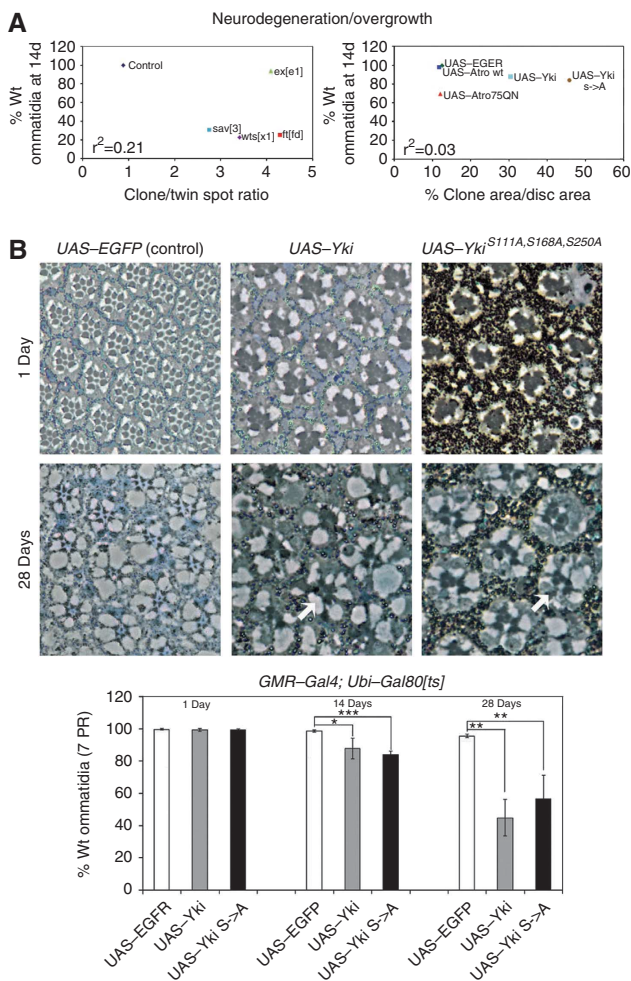 A
Neurodegeneration/overgrowth
% Wt
ommatidia at 14d
120
100
80
60
40
20
0
Control
ex[e1]
sav[3]
wts[x1]
ft[fd]
r²=0.21
0 1 2 3 4 5
Clone/twin spot ratio
% Wt
ommatidia at 14d
120
100
80
60
40
20
0
UAS–EGER
UAS–Atro wt
UAS–Yki
UAS–Yki
s->A
UAS–Atro75QN
r²=0.03
0 10 20 30 40 50 60
% Clone area/disc area
B
UAS–EGFP (control)
UAS–Yki
UAS–Yki^S111A,S168A,S250A
1 Day
28 Days
GMR–Gal4; Ubi–Gal80[ts]
% Wt ommatidia (7 PR)
120
100
80
60
40
20
0
1 Day
14 Days
28 Days
***
*
**
**
UAS–EGFR
UAS–Yki
UAS–Yki S->A
UAS–EGFP
UAS–Yki
UAS–Yki S->A
UAS–EGFP
UAS–Yki
UAS–Yki S->A